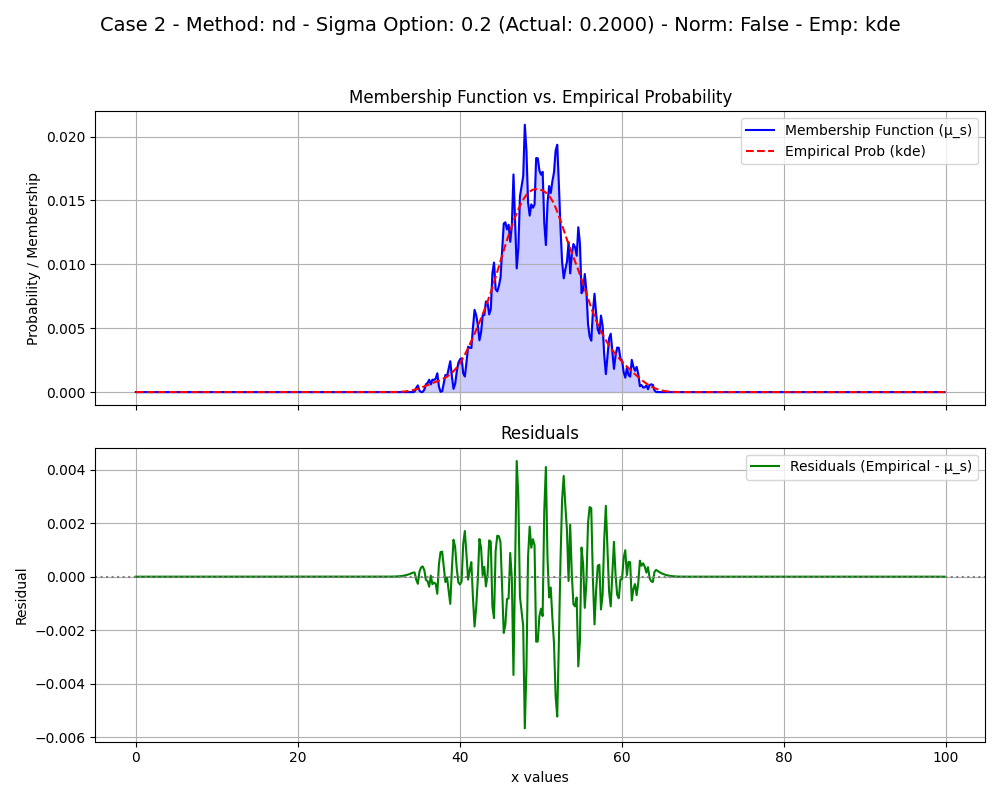 Case 2 - Method: nd - Sigma Option: 0.2 (Actual: 0.2000) - Norm: False - Emp: kde
Membership Function vs. Empirical Probability
Membership Function (μ_s)
Empirical Prob (kde)
Probability / Membership
0.020
0.015
0.010
0.005
0.000
Residuals
Residuals (Empirical - μ_s)
Residual
0.004
0.002
0.000
−0.002
−0.004
−0.006
0 20 40 60 80 100
x values